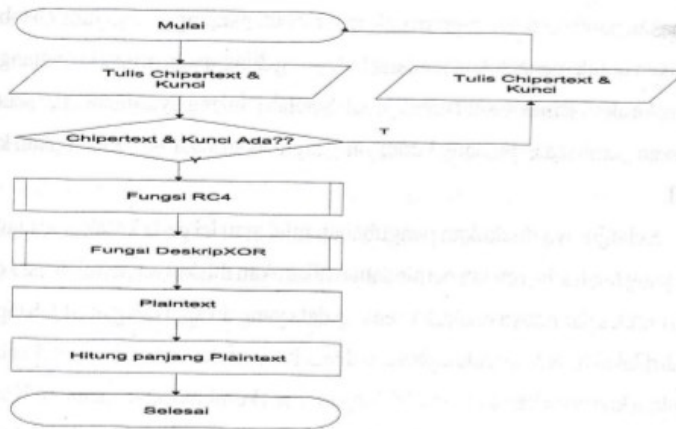 Mulai
Tulis Chipertext &
Kunci
Tulis Chipertext &
Kunci
Chipertext & Kunci Ada??
T
Y
Fungsi RC4
Fungsi DeskripXOR
Plaintext
Hitung panjang Plaintext
Selesai